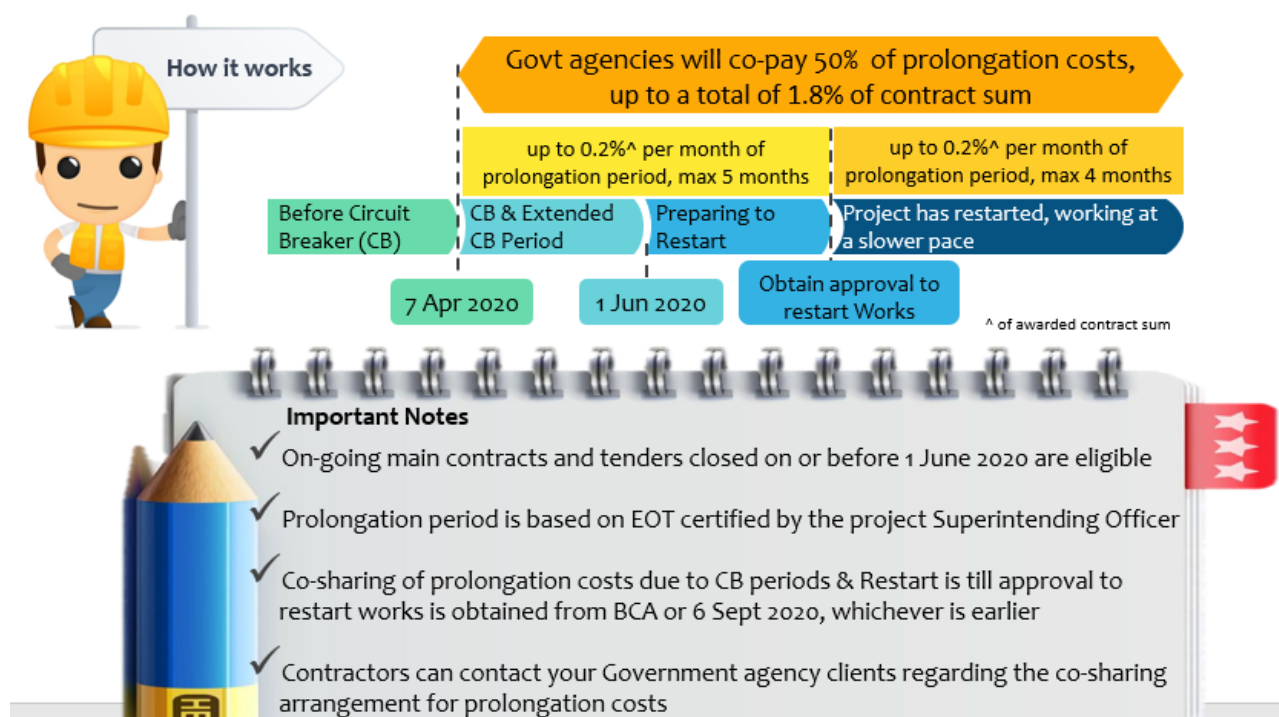 How it works
Govt agencies will co-pay 50% of prolongation costs,
up to a total of 1.8% of contract sum
up to 0.2%^ per month of
prolongation period, max 5 months
up to 0.2%^ per month of
prolongation period, max 4 months
Before Circuit
Breaker (CB)
CB & Extended
CB Period
Preparing to
Restart
Project has restarted, working at
a slower pace
7 Apr 2020
1 Jun 2020
Obtain approval to
restart Works
^ of awarded contract sum
Important Notes
✓ On-going main contracts and tenders closed on or before 1 June 2020 are eligible
✓ Prolongation period is based on EOT certified by the project Superintending Officer
✓ Co-sharing of prolongation costs due to CB periods & Restart is till approval to
restart works is obtained from BCA or 6 Sept 2020, whichever is earlier
✓ Contractors can contact your Government agency clients regarding the co-sharing
arrangement for prolongation costs